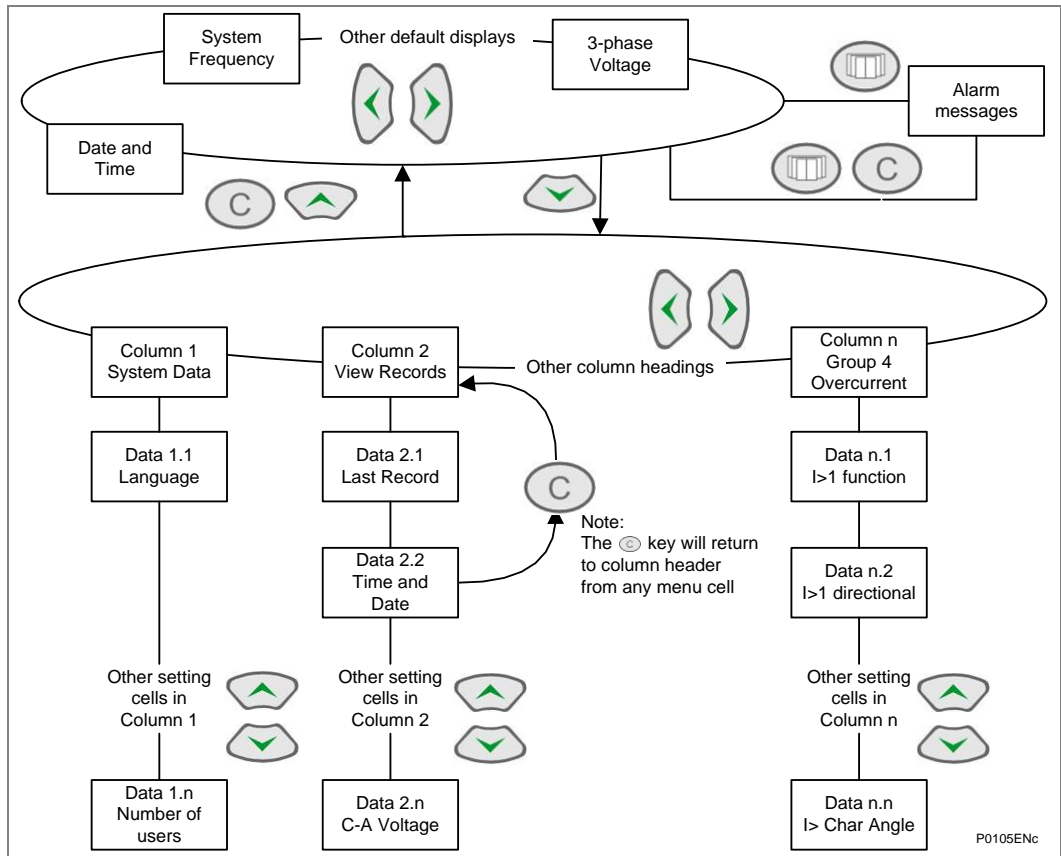 System
Frequency
Other default displays
3-phase
Voltage
Alarm
messages
Date and
Time
C
C
Column 1
System Data
Column 2
View Records
Other column headings
Column n
Group 4
Overcurrent
Data 1.1
Language
Data 2.1
Last Record
Data n.1
I>1 function
C
Note:
The C key will return
to column header
from any menu cell
Data 2.2
Time and
Date
Data n.2
I>1 directional
Other setting
cells in
Column 1
Other setting
cells in
Column 2
Other setting
cells in
Column n
Data 1.n
Number of
users
Data 2.n
C-A Voltage
Data n.n
I> Char Angle
P0105ENc